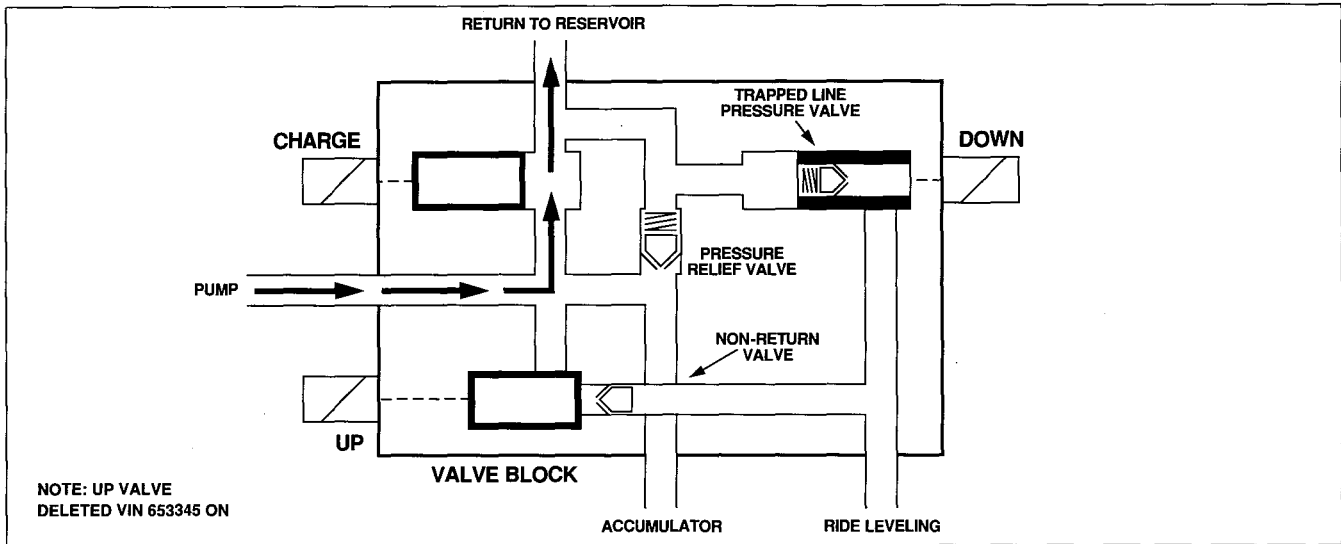 RETURN TO RESERVOIR
TRAPPED LINE
PRESSURE VALVE
CHARGE
DOWN
PRESSURE
RELIEF VALVE
PUMP
NON-RETURN
VALVE
UP
VALVE BLOCK
NOTE: UP VALVE
DELETED VIN 653345 ON
ACCUMULATOR
RIDE LEVELING